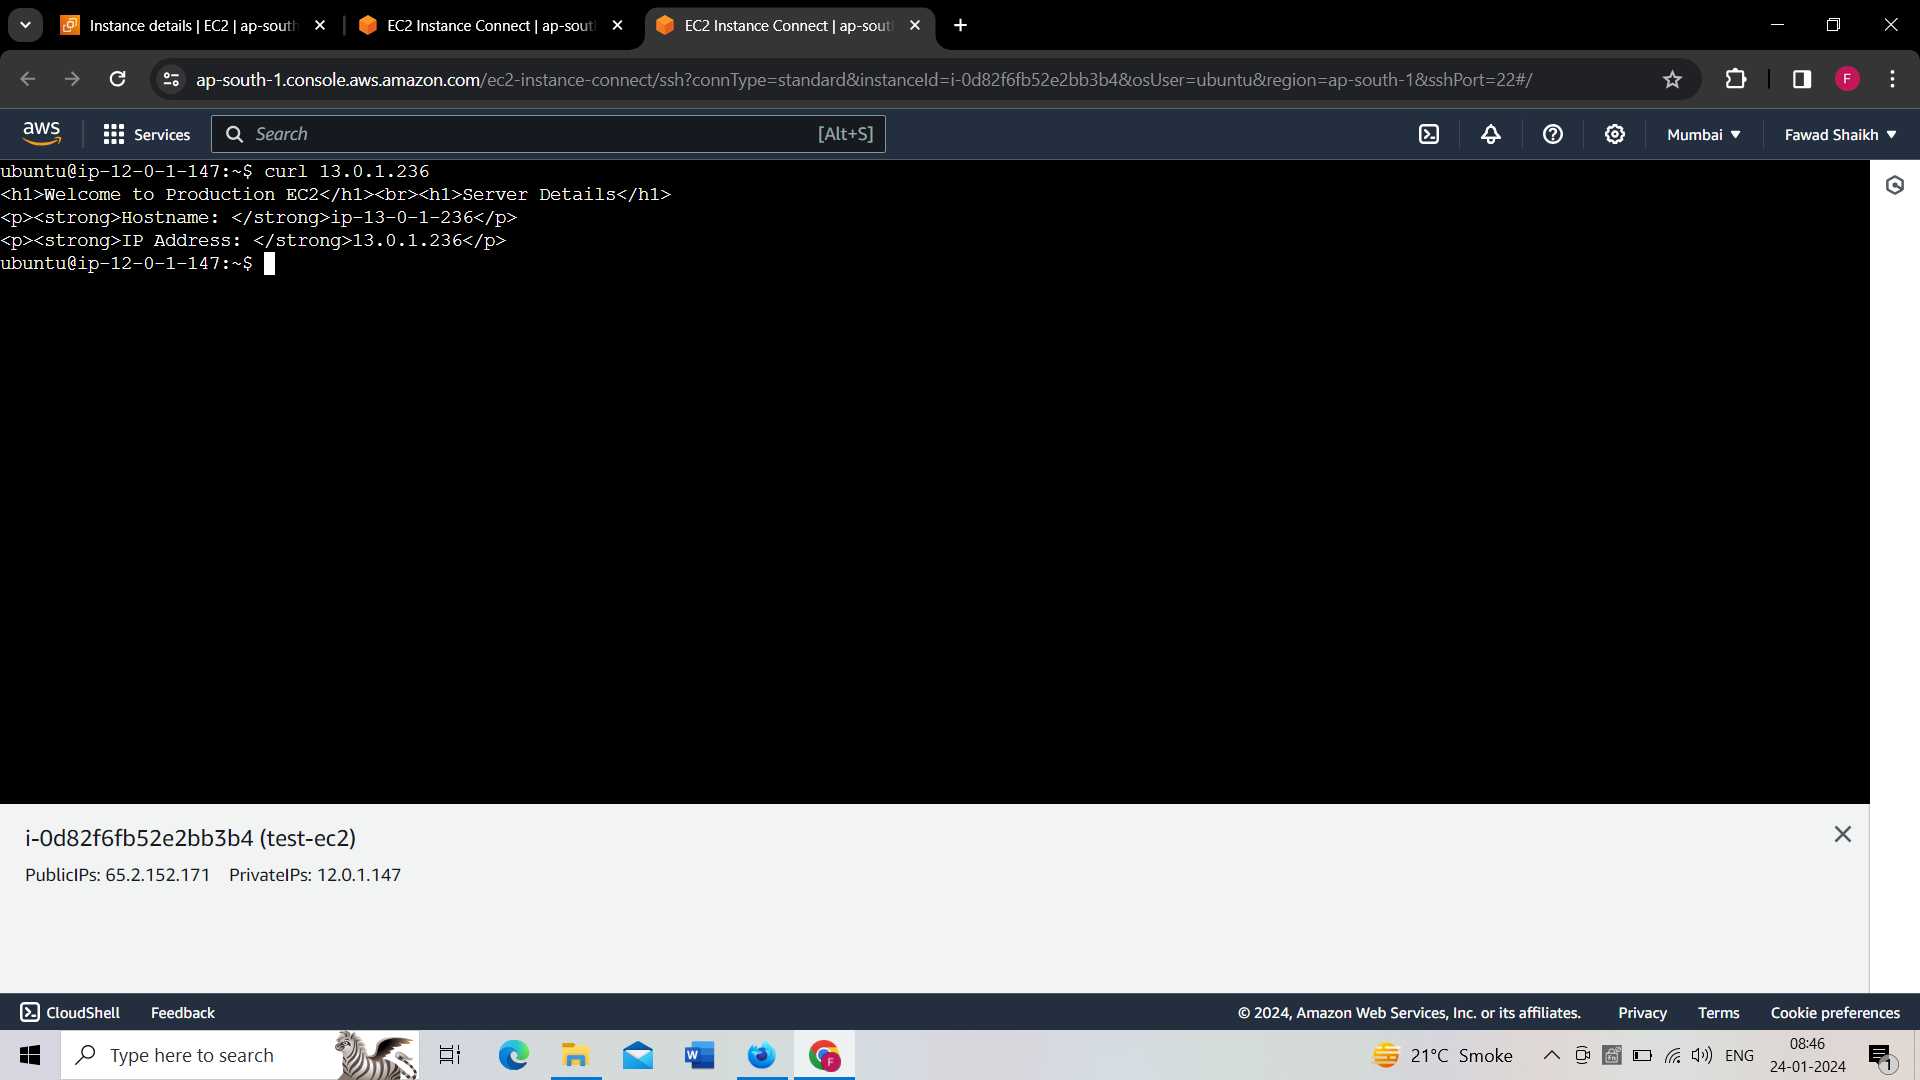 Instance details | EC2 | ap-south
EC2 Instance Connect | ap-sout
EC2 Instance Connect | ap-sout
ap-south-1.console.aws.amazon.com/ec2-instance-connect/ssh?connType=standard&instanceId=i-0d82f6fb52e2bb3b4&osUser=ubuntu&region=ap-south-1&sshPort=22#/
F
aws
Services
Search
[Alt+S]
Mumbai
Fawad Shaikh
ubuntu@ip-12-0-1-147:~$ curl 13.0.1.236
<h1>Welcome to Production EC2</h1><br><h1>Server Details</h1>
<p><strong>Hostname: </strong>ip-13-0-1-236</p>
<p><strong>IP Address: </strong>13.0.1.236</p>
ubuntu@ip-12-0-1-147:~$
i-0d82f6fb52e2bb3b4 (test-ec2)
PublicIPs: 65.2.152.171 PrivateIPs: 12.0.1.147
CloudShell
Feedback
© 2024, Amazon Web Services, Inc. or its affiliates.
Privacy
Terms
Cookie preferences
Type here to search
W
F
21°C Smoke
ENG
08:46
24-01-2024
1